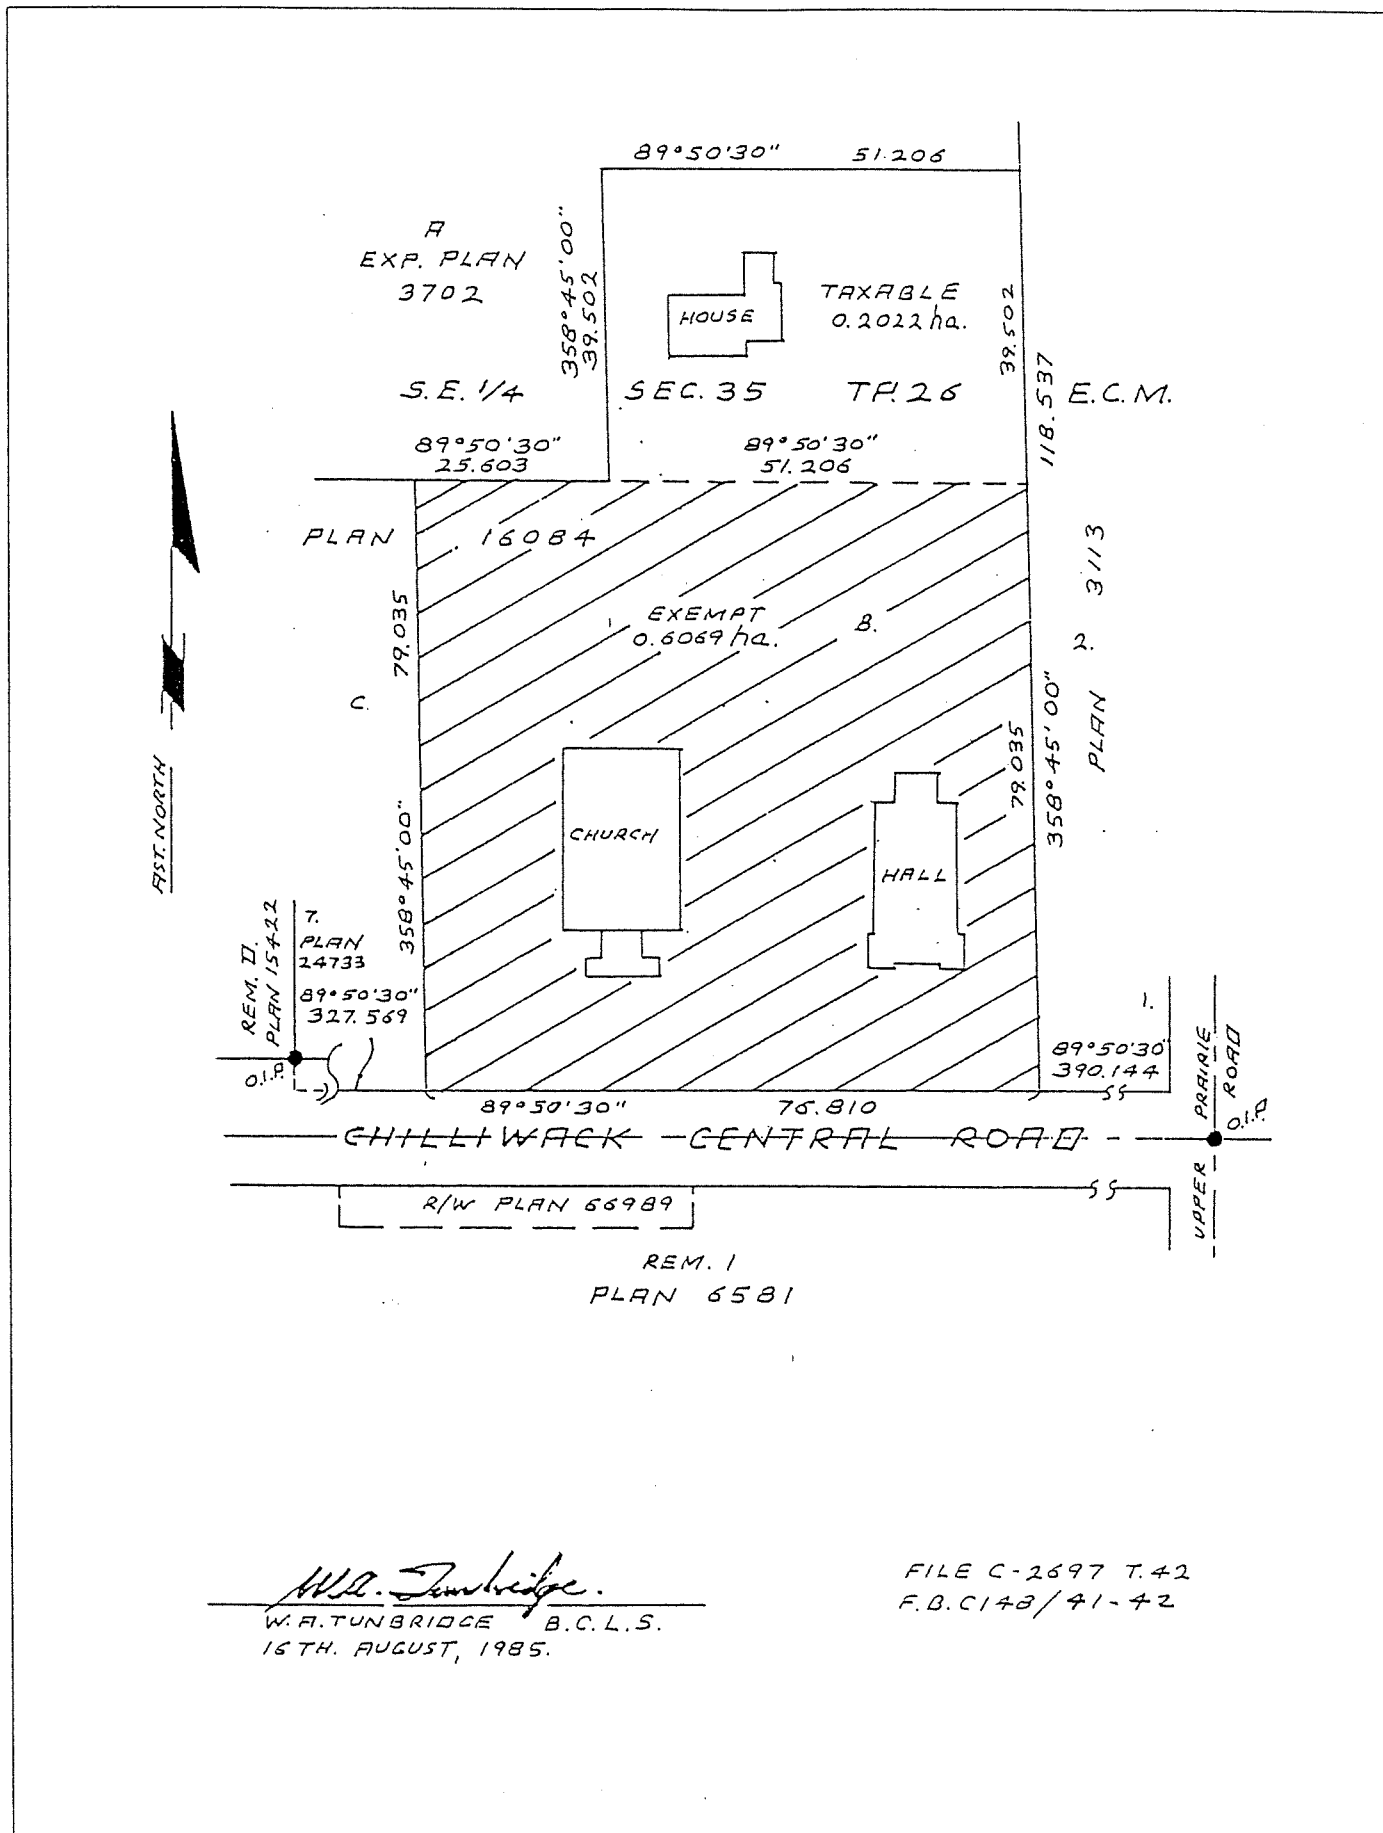 89°50'30" 51.206
A
EXP. PLAN
3702
358°45'00"
39.502
HOUSE
TAXABLE
0.2022 ha.
39.502
118.537
S.E. 1/4 SEC. 35 TP. 26 E.C.M.
89°50'30"
25.603
89°50'30"
51.206
PLAN 16084
3113
2.
PLAN
EXEMPT
0.6069 ha.
B.
79.035
358°45'00"
C.
79.035
358°45'00"
AST. NORTH
CHURCH
HALL
REM. D.
PLAN 15422
7.
PLAN
24733
89°50'30"
327.569
O.I.P.
1.
89°50'30
390.144
UPPER PRAIRIE
ROAD
O.I.P.
89°50'30" 76.810
CHILLIWACK CENTRAL ROAD
R/W PLAN 66989
REM. 1
PLAN 6581
W.A. Tunbridge.
W.A. TUNBRIDGE B.C.L.S.
16TH. AUGUST, 1985.
FILE C-2697 T.42
F.B. C148/41-42